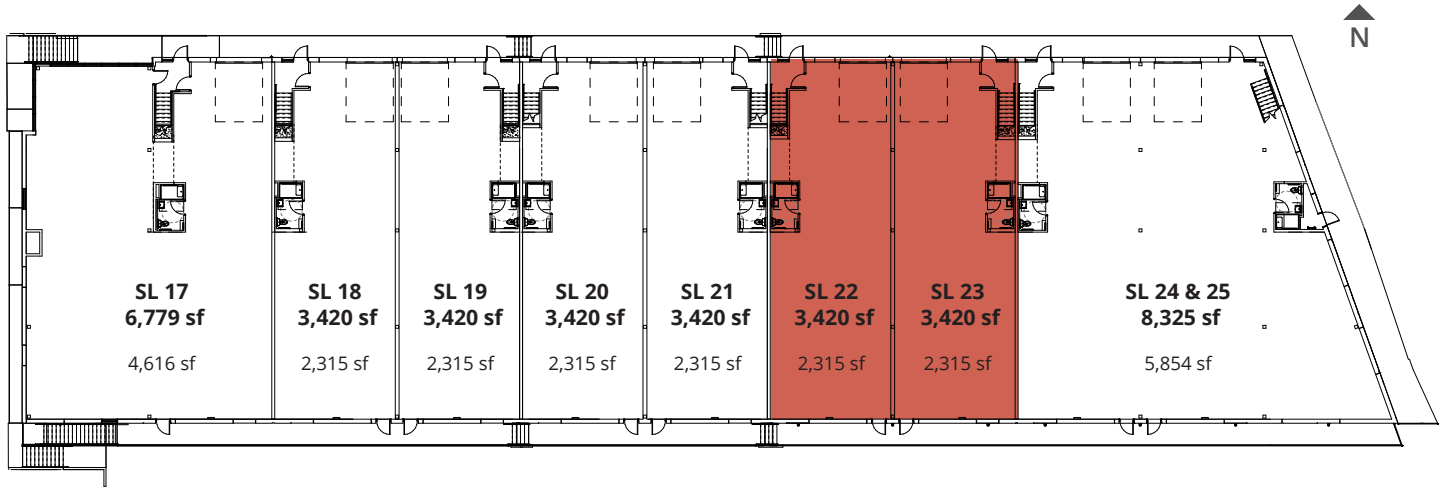 N
SL 17
6,779 sf
4,616 sf
SL 18
3,420 sf
2,315 sf
SL 19
3,420 sf
2,315 sf
SL 20
3,420 sf
2,315 sf
SL 21
3,420 sf
2,315 sf
SL 22
3,420 sf
2,315 sf
SL 23
3,420 sf
2,315 sf
SL 24 & 25
8,325 sf
5,854 sf